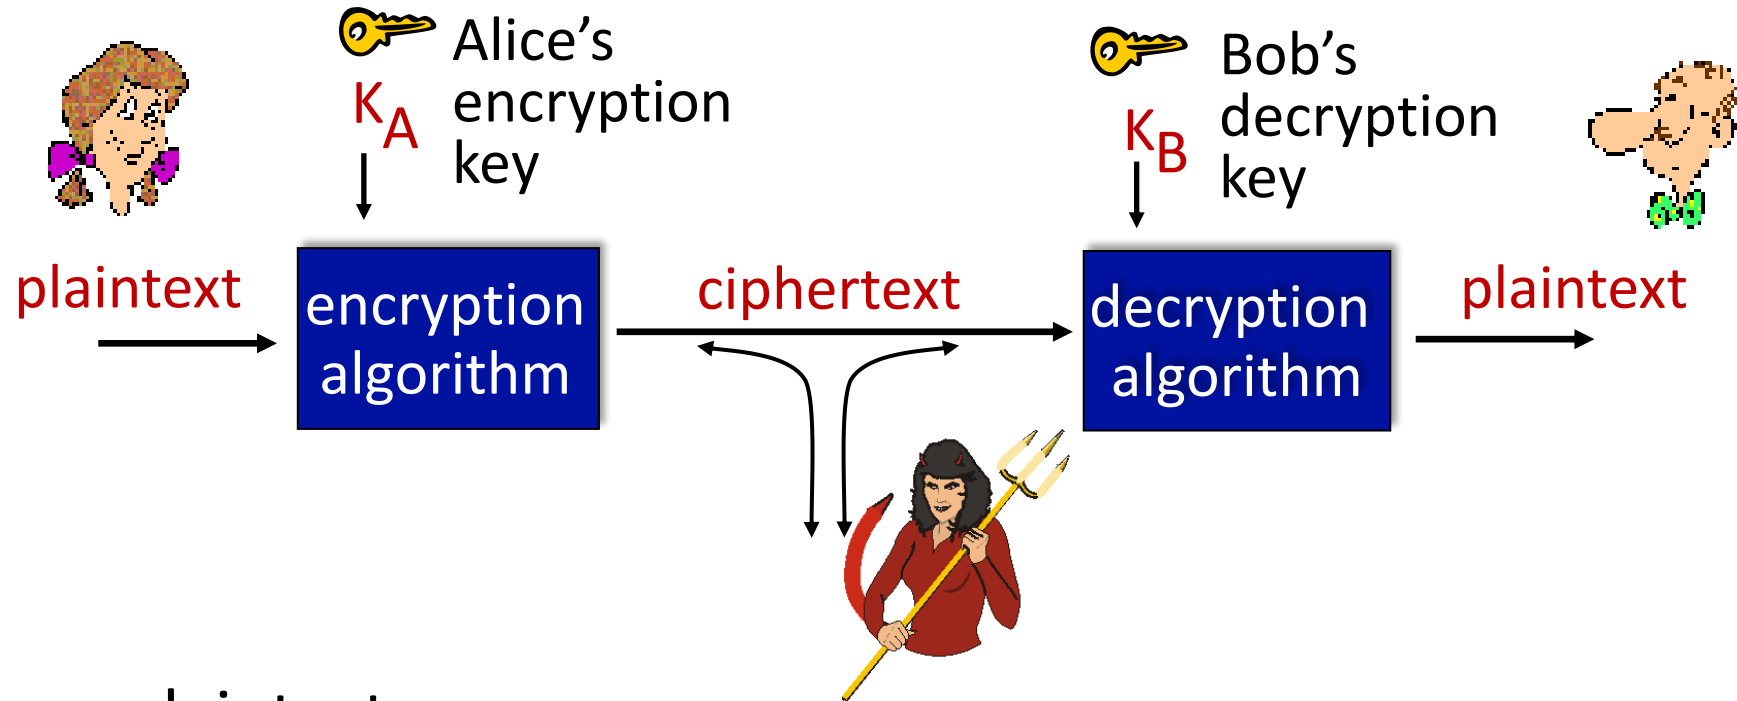 Alice’s
encryption
key
K
A
Bob’s
decryption
key
K
B
plaintext
encryption
algorithm
ciphertext
decryption
algorithm
plaintext